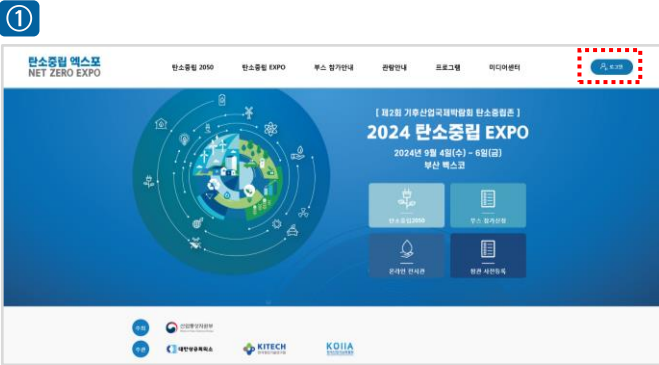 ①
탄소중립 엑스포
NET ZERO EXPO
탄소중립 2050 탄소중립 EXPO 부스 참가안내 관람안내 프로그램 미디어센터
로그인
[ 제2회 기후산업국제박람회 탄소중립존 ]
2024 탄소중립 EXPO
2024년 9월 4일(수) – 6일(금)
부산 벡스코
탄소중립2050 부스 참가신청
온라인 전시관 참관 사전등록
주최 산업통상자원부
주관 대한상공회의소 KITECH KOIIA